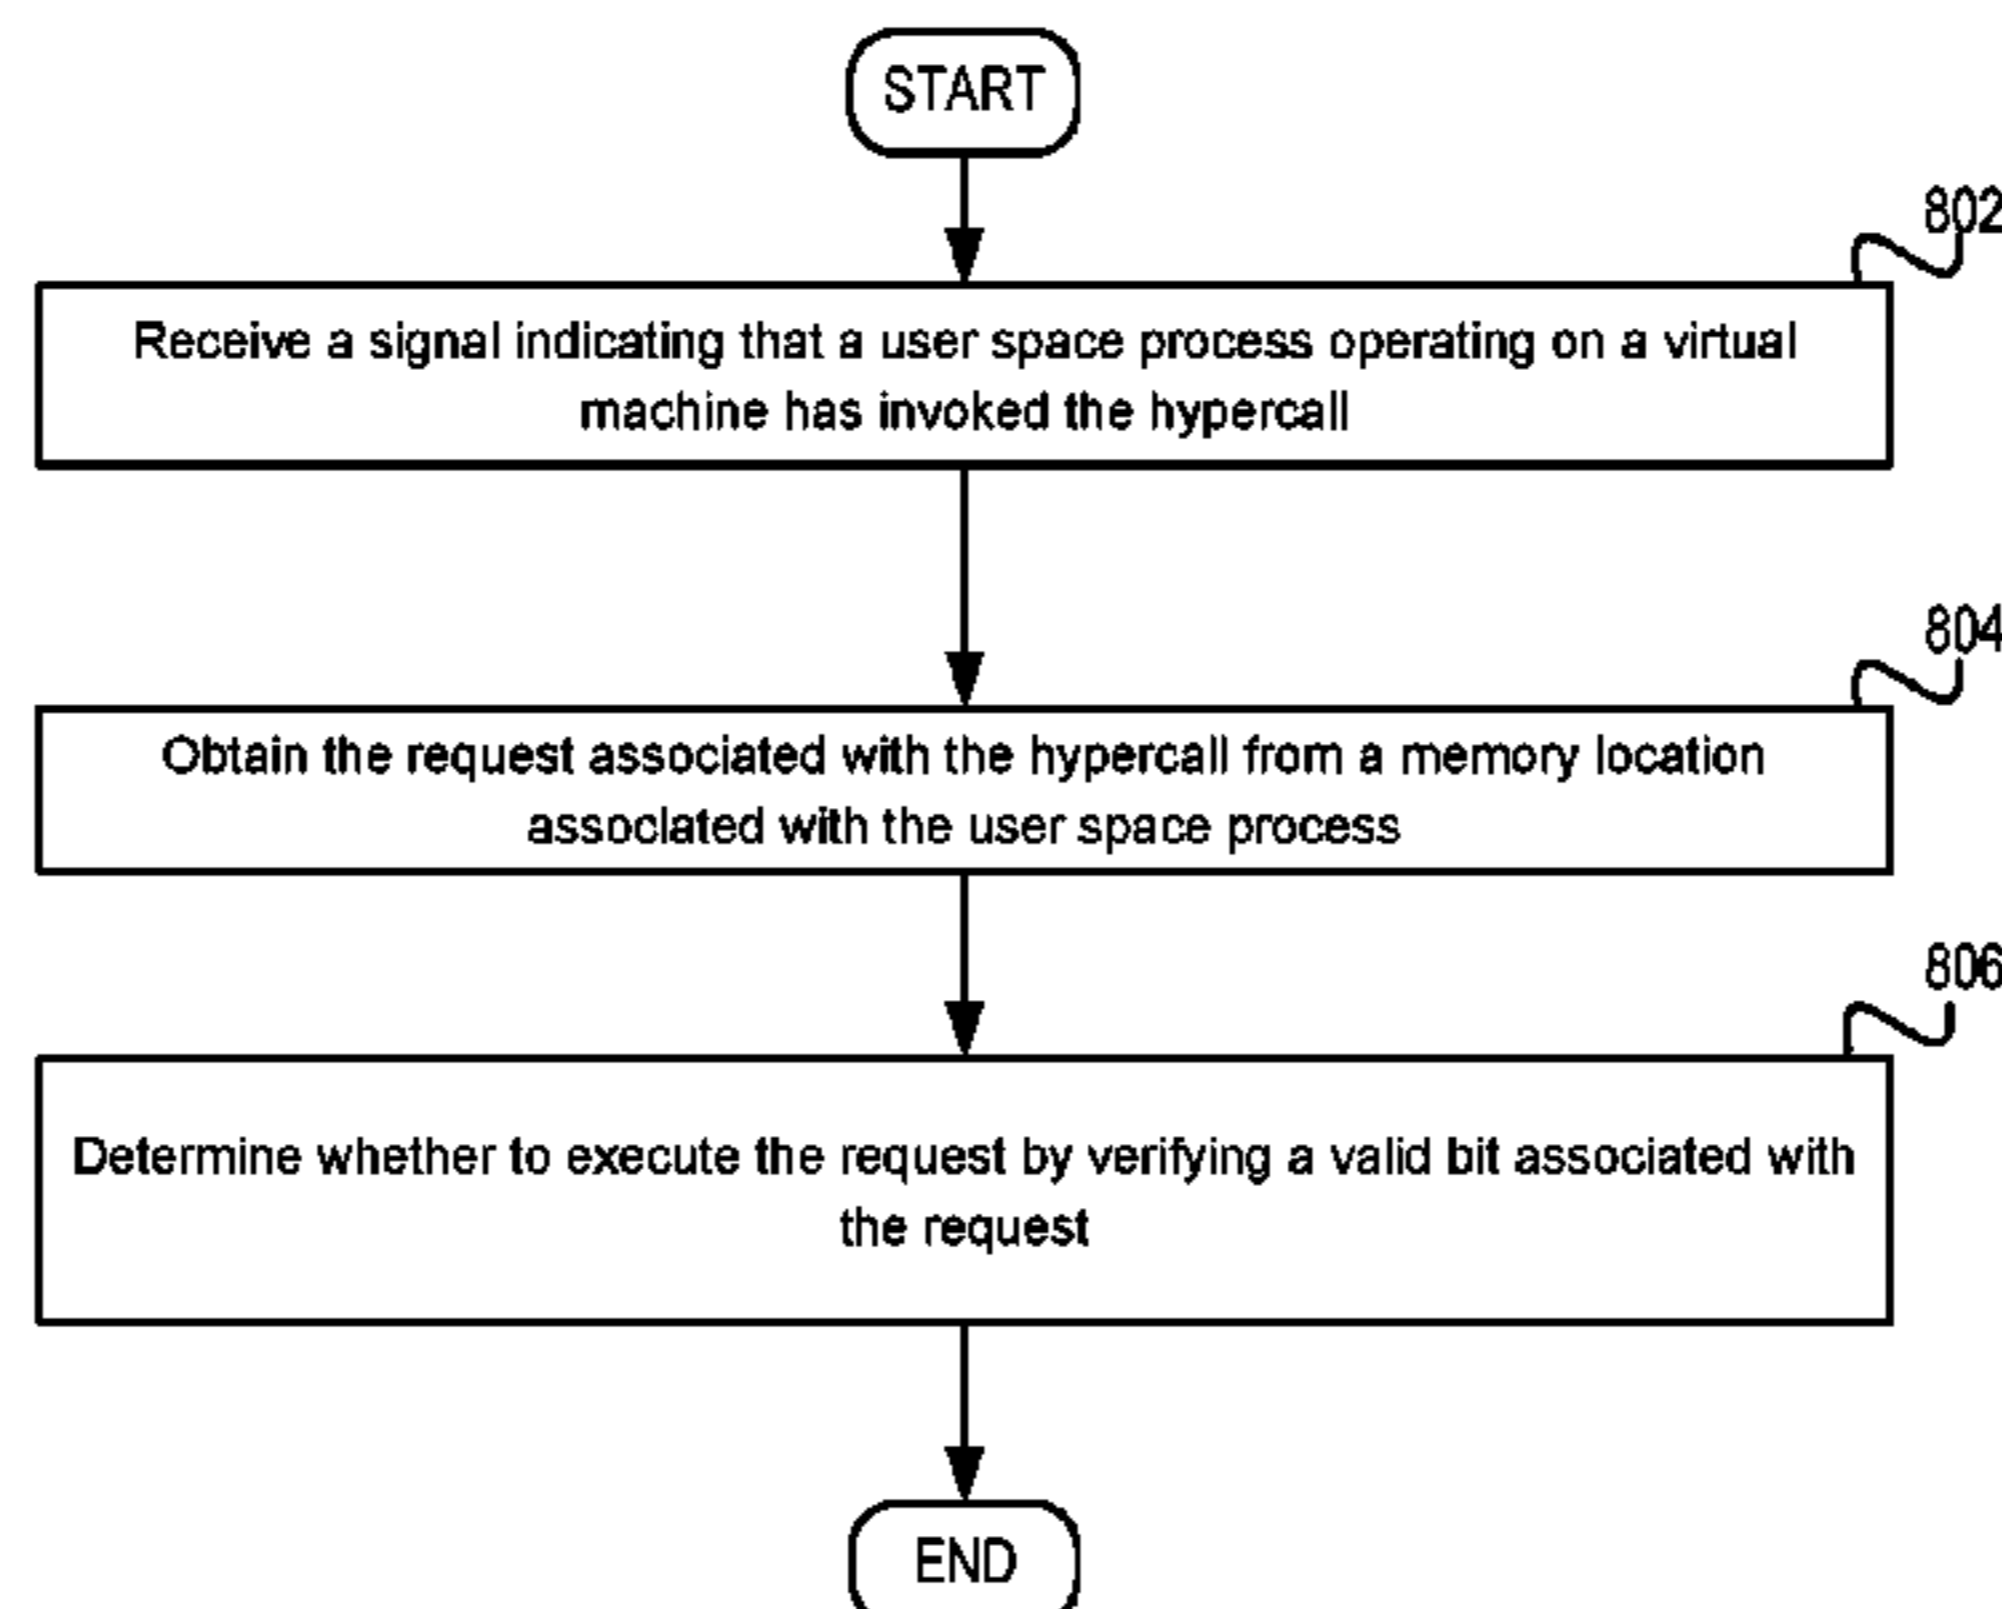 START
802
Receive a signal indicating that a user space process operating on a virtual
machine has invoked the hypercall
804
Obtain the request associated with the hypercall from a memory location
associated with the user space process
806
Determine whether to execute the request by verifying a valid bit associated with
the request
END